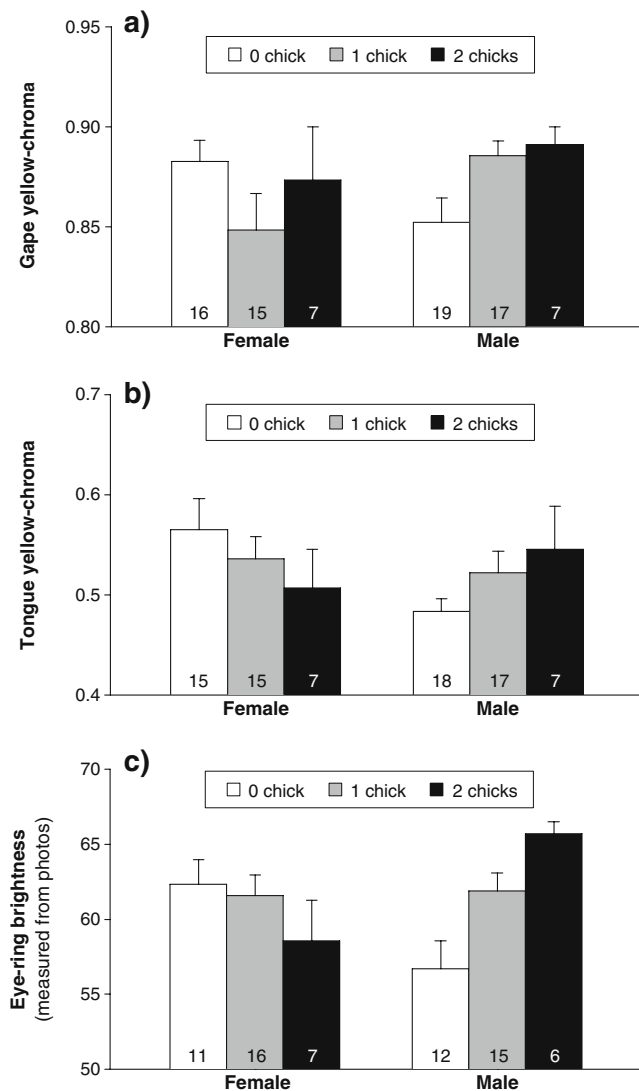 a)
0 chick 1 chick 2 chicks
0.95
0.90
0.85
0.80
Gape yellow-chroma
16 15 7 19 17 7
Female Male
b)
0 chick 1 chick 2 chicks
0.7
0.6
0.5
0.4
Tongue yellow-chroma
15 15 7 18 17 7
Female Male
c)
0 chick 1 chick 2 chicks
70
65
60
55
50
Eye-ring brightness
(measured from photos)
11 16 7 12 15 6
Female Male